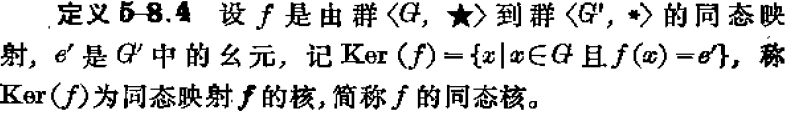 定义 5-8.4 设 f 是由群〈G, ★〉到群〈G', *〉的同态映
射, e' 是 G' 中的幺元, 记 Ker (f) = {x|x∈G 且 f(x) = e'}, 称
Ker(f)为同态映射 f 的核, 简称 f 的同态核。